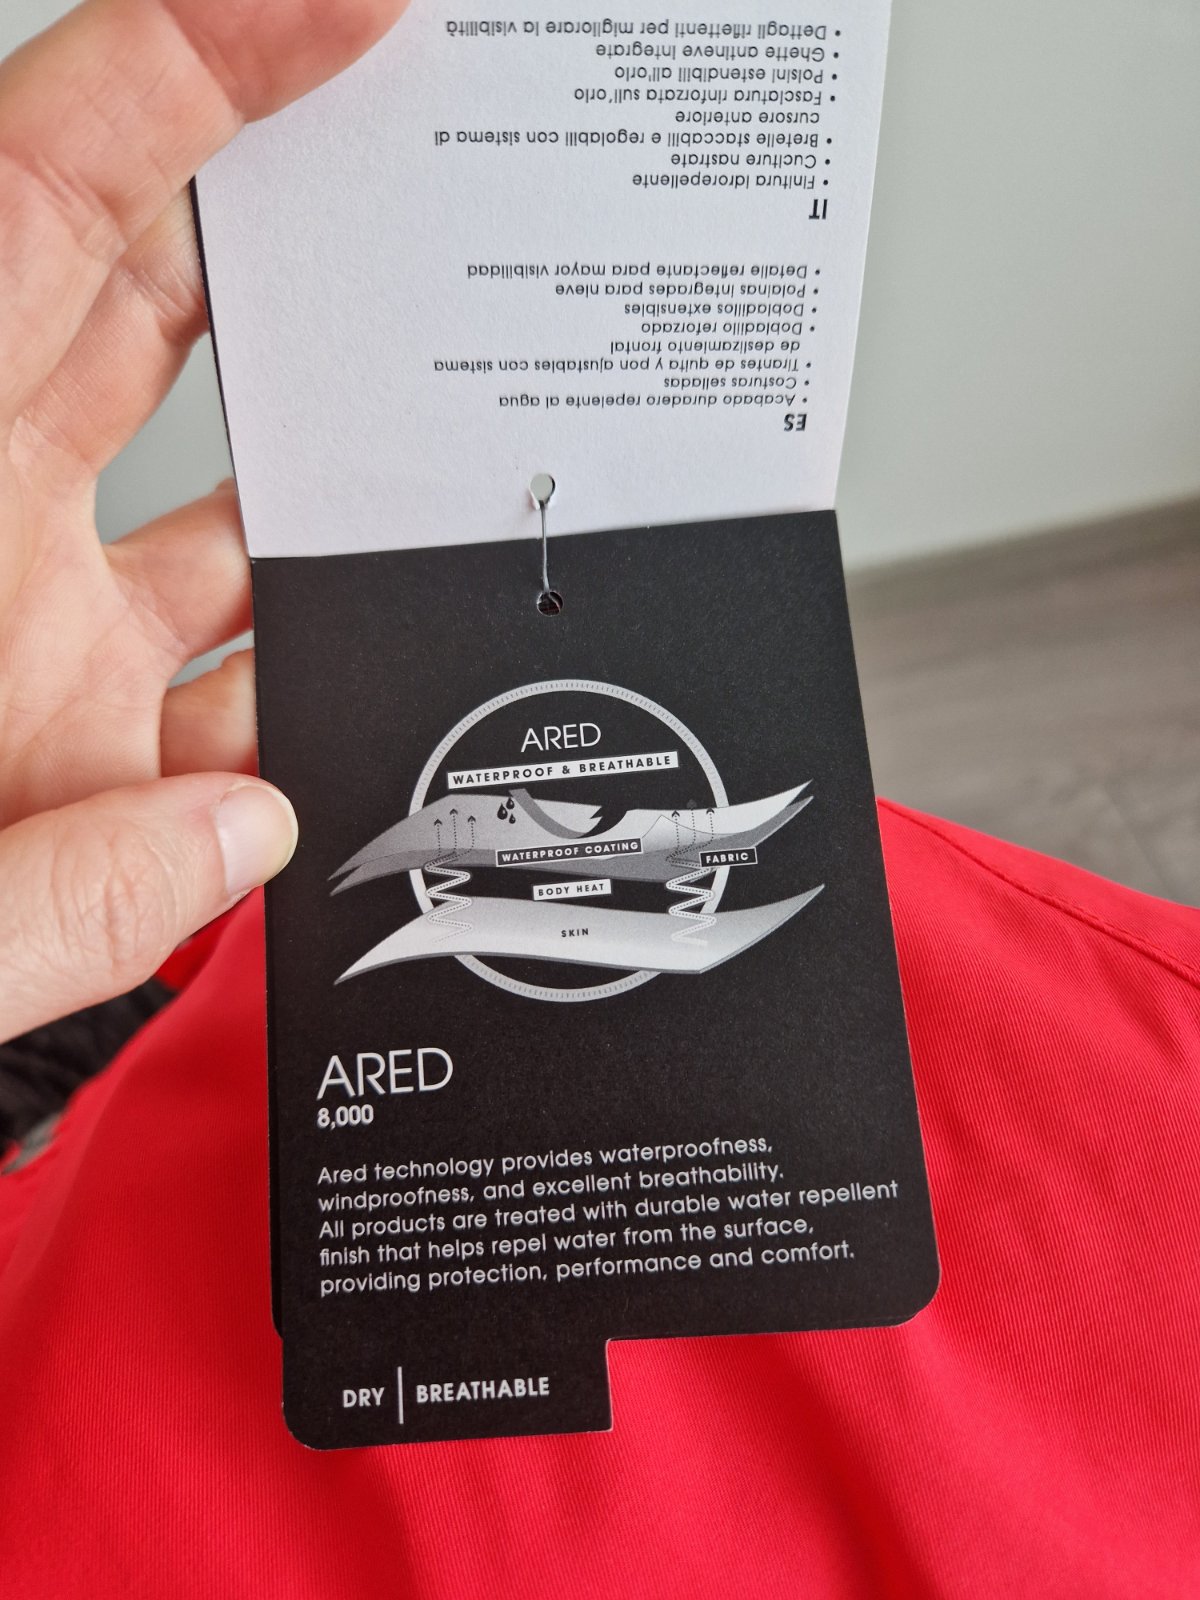 ES
• Acabado duradero repelente al agua
• Costuras selladas
• Tirantes de quita y pon ajustables con sistema
de deslizamiento frontal
• Dobladillo reforzado
• Dobladillos extensibles
• Polainas integrades para nieve
• Detalle reflectante para mayor visibilidad
IT
• Finitura idrorepellente
• Cuciture nastrate
• Bretelle staccabili e regolabili con sistema di
cursore anteriore
• Fasciatura rinforzata sull'orlo
• Polsini estendibili all'orlo
• Ghette antineve integrate
• Dettagli riflettenti per migliorare la visibilità
ARED
WATERPROOF & BREATHABLE
WATERPROOF COATING
FABRIC
BODY HEAT
SKIN
ARED
8,000
Ared technology provides waterproofness,
windproofness, and excellent breathability.
All products are treated with durable water repellent
finish that helps repel water from the surface,
providing protection, performance and comfort.
DRY | BREATHABLE